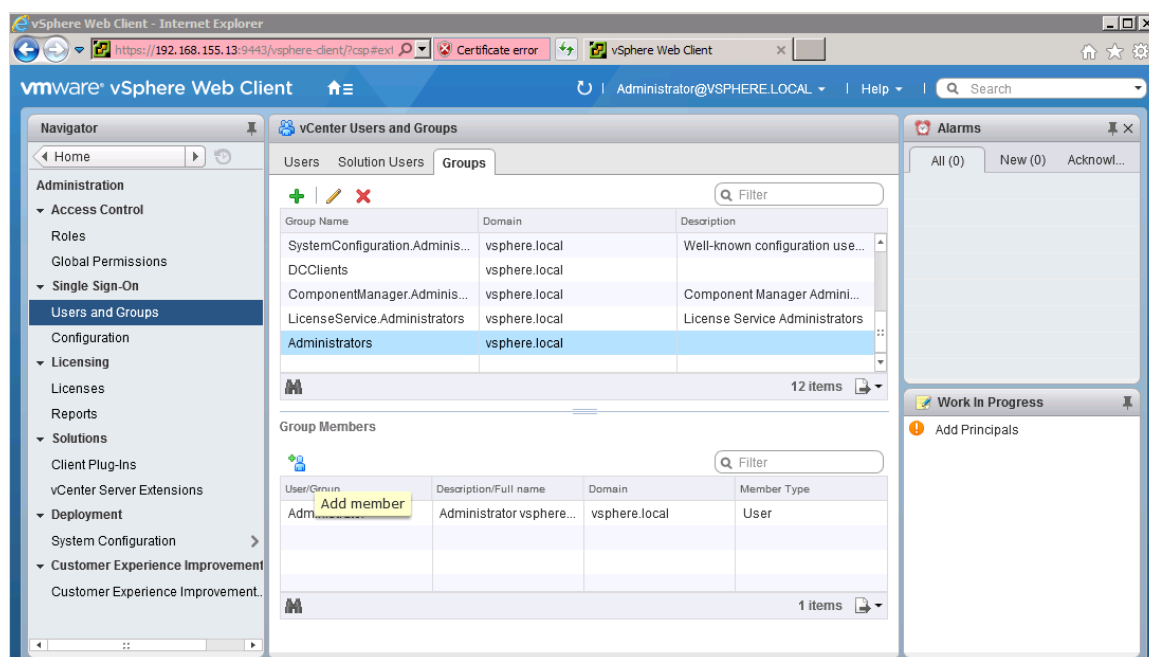 vSphere Web Client - Internet Explorer
https://192.168.155.13:9443/vsphere-client/?csp#ext
Certificate error
vSphere Web Client
vmware® vSphere Web Client
Administrator@VSPHERE.LOCAL
Help
Search
Navigator
Home
Administration
Access Control
Roles
Global Permissions
Single Sign-On
Users and Groups
Configuration
Licensing
Licenses
Reports
Solutions
Client Plug-Ins
vCenter Server Extensions
Deployment
System Configuration
Customer Experience Improvement
Customer Experience Improvement..
vCenter Users and Groups
Users Solution Users Groups
Filter
Group Name Domain Description
SystemConfiguration.Adminis... vsphere.local Well-known configuration use...
DCClients vsphere.local
ComponentManager.Adminis... vsphere.local Component Manager Admini...
LicenseService.Administrators vsphere.local License Service Administrators
Administrators vsphere.local
12 items
Group Members
Filter
User/Group Description/Full name Domain Member Type
Add member
Administrator vsphere... vsphere.local User
1 items
Alarms
All (0) New (0) Acknowl...
Work In Progress
Add Principals